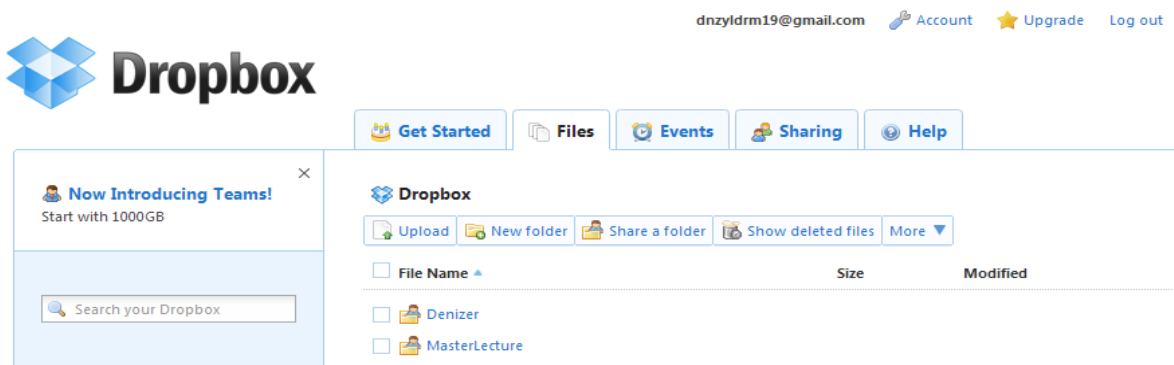 dnzyldrm19@gmail.com Account Upgrade Log out
Dropbox
Get Started Files Events Sharing Help
Now Introducing Teams!
Start with 1000GB
Search your Dropbox
Dropbox
Upload New folder Share a folder Show deleted files More
File Name Size Modified
Denizer
MasterLecture